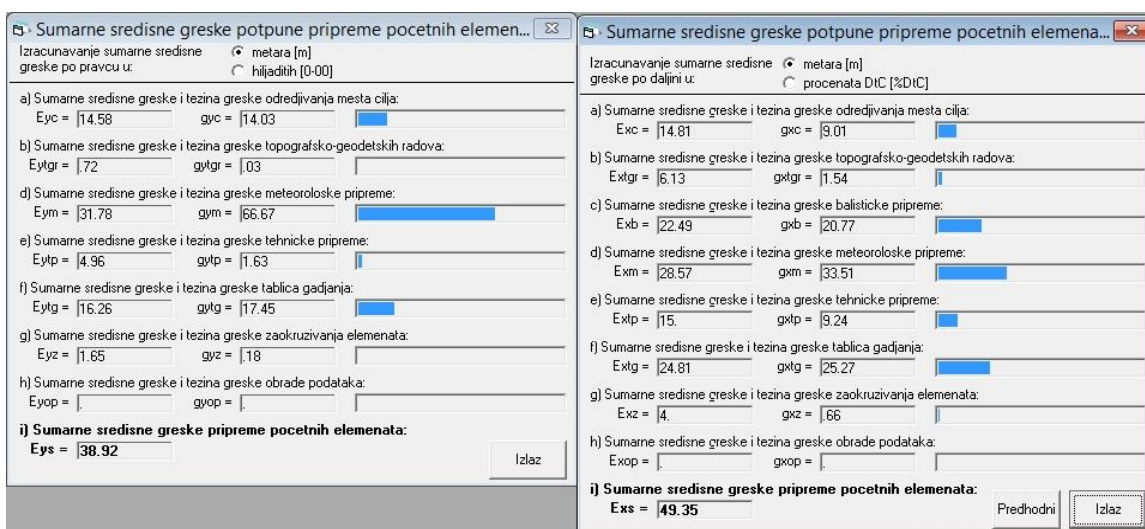 Sumarne sredisne greske potpune pripreme pocetnih elemen...
Izracunavanje sumarne sredisne
greske po pravcu u:
metara [m]
hiljaditih [0-00]
a) Sumarne sredisne greske i tezina greske odredjivanja mesta cilja:
Eyc = 14.58 gyc = 14.03
b) Sumarne sredisne greske i tezina greske topografsko-geodetskih radova:
Eytgr = .72 gytgr = .03
d) Sumarne sredisne greske i tezina greske meteoroloske pripreme:
Eym = 31.78 gym = 66.67
e) Sumarne sredisne greske i tezina greske tehnicke pripreme:
Eytp = 4.96 gytp = 1.63
f) Sumarne sredisne greske i tezina greske tablica gadjanja:
Eytg = 16.26 gytg = 17.45
g) Sumarne sredisne greske i tezina greske zaokruzivanja elemenata:
Eyz = 1.65 gyz = .18
h) Sumarne sredisne greske i tezina greske obrade podataka:
Eyop = . gyop = .
i) Sumarne sredisne greske pripreme pocetnih elemenata:
Eys = 38.92
Izlaz
Sumarne sredisne greske potpune pripreme pocetnih elemena...
Izracunavanje sumarne sredisne
greske po daljini u:
metara [m]
procenata DtC [%DtC]
a) Sumarne sredisne greske i tezina greske odredjivanja mesta cilja:
Exc = 14.81 gxc = 9.01
b) Sumarne sredisne greske i tezina greske topografsko-geodetskih radova:
Extgr = 6.13 gxtgr = 1.54
c) Sumarne sredisne greske i tezina greske balisticke pripreme:
Exb = 22.49 gxb = 20.77
d) Sumarne sredisne greske i tezina greske meteoroloske pripreme:
Exm = 28.57 gxm = 33.51
e) Sumarne sredisne greske i tezina greske tehnicke pripreme:
Extp = 15. gxtp = 9.24
f) Sumarne sredisne greske i tezina greske tablica gadjanja:
Extg = 24.81 gxtg = 25.27
g) Sumarne sredisne greske i tezina greske zaokruzivanja elemenata:
Exz = 4. gxz = .66
h) Sumarne sredisne greske i tezina greske obrade podataka:
Exop = . gxop = .
i) Sumarne sredisne greske pripreme pocetnih elemenata:
Exs = 49.35
Predhodni
Izlaz